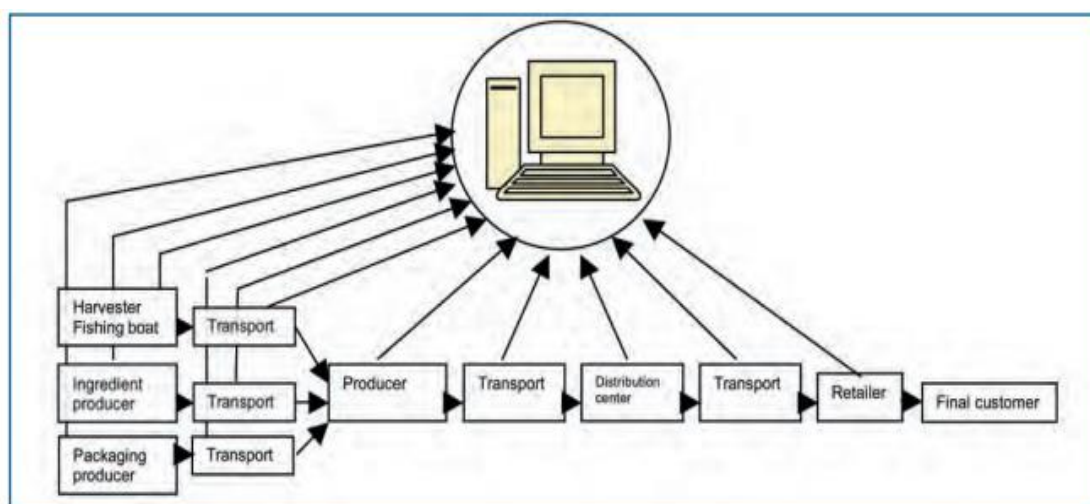 Harvester
Fishing boat
Transport
Ingredient
producer
Transport
Packaging
producer
Transport
Producer
Transport
Distribution
center
Transport
Retailer
Final customer